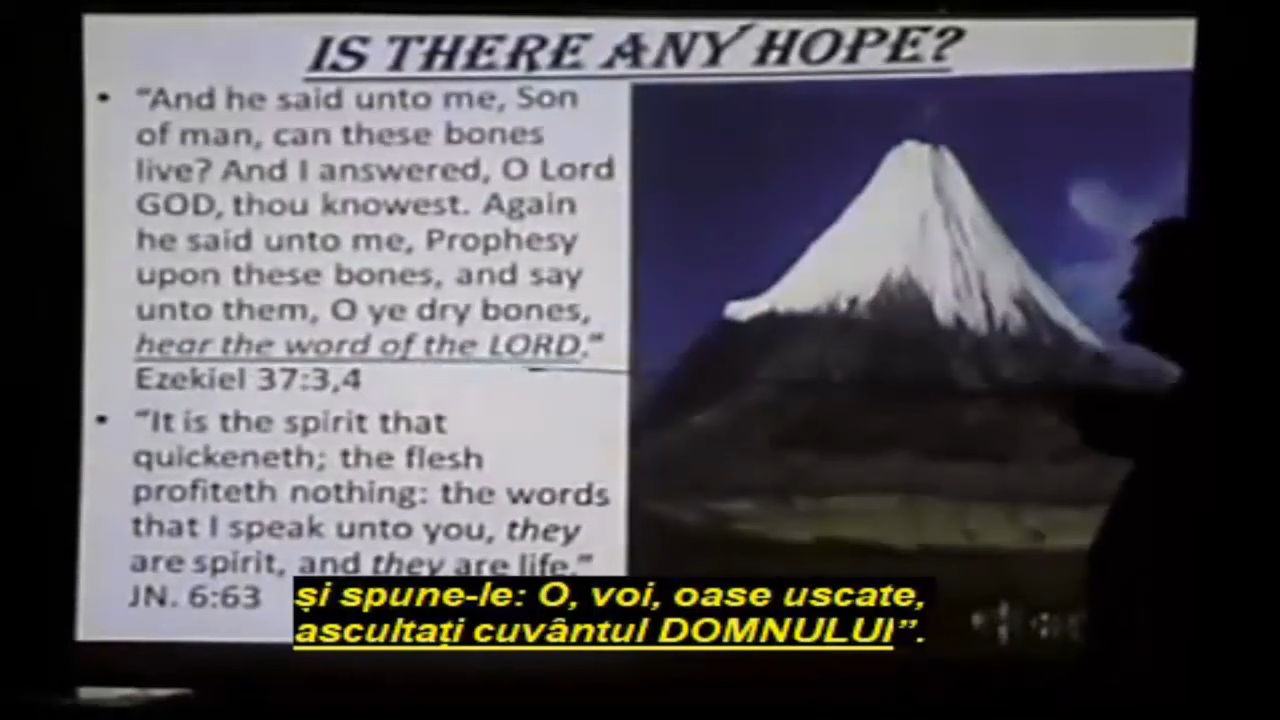 IS THERE ANY HOPE?
• "And he said unto me, Son
of man, can these bones
live? And I answered, O Lord
GOD, thou knowest. Again
he said unto me, Prophesy
upon these bones, and say
unto them, O ye dry bones,
hear the word of the LORD."
Ezekiel 37:3,4
• "It is the spirit that
quickeneth; the flesh
profiteth nothing: the words
that I speak unto you, they
are spirit, and they are life."
JN. 6:63
și spune-le: O, voi, oase uscate,
ascultați cuvântul DOMNULUI”.